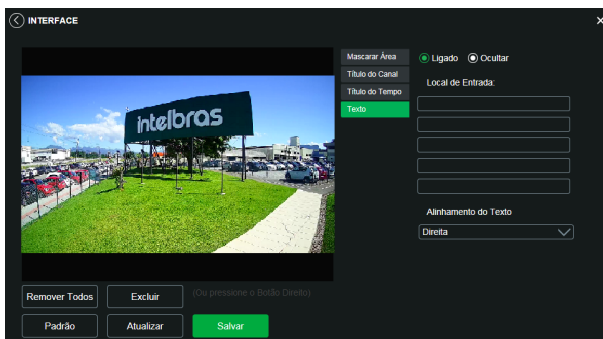 INTERFACE
Mascarar Área
Título do Canal
Título do Tempo
Texto
Ligado
Ocultar
Local de Entrada:
Alinhamento do Texto
Direita
intelbras
Remover Todos
Excluir
(Ou pressione o Botão Direito)
Padrão
Atualizar
Salvar